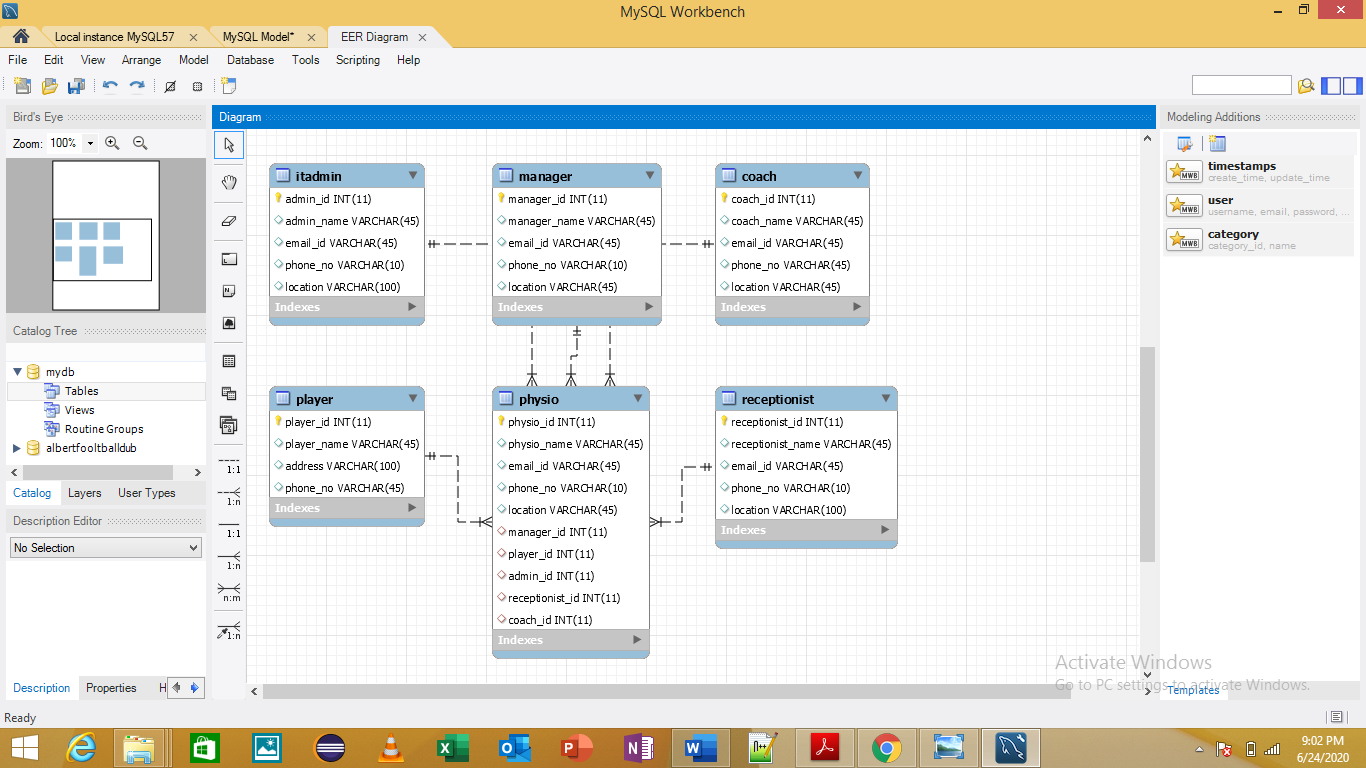 MySQL Workbench
Local instance MySQL57
MySQL Model*
EER Diagram
File Edit View Arrange Model Database Tools Scripting Help
Bird's Eye
Zoom: 100%
Catalog Tree
mydb
Tables
Views
Routine Groups
albertfooltballdub
Catalog Layers User Types
Description Editor
No Selection
Description Properties H
Ready
Diagram
1:1
1:n
1:1
1:n
n:m
1:n
itadmin
admin_id INT(11)
admin_name VARCHAR(45)
email_id VARCHAR(45)
phone_no VARCHAR(10)
location VARCHAR(100)
Indexes
manager
manager_id INT(11)
manager_name VARCHAR(45)
email_id VARCHAR(45)
phone_no VARCHAR(10)
location VARCHAR(45)
Indexes
coach
coach_id INT(11)
coach_name VARCHAR(45)
email_id VARCHAR(45)
phone_no VARCHAR(45)
location VARCHAR(45)
Indexes
player
player_id INT(11)
player_name VARCHAR(45)
address VARCHAR(100)
phone_no VARCHAR(45)
Indexes
physio
physio_id INT(11)
physio_name VARCHAR(45)
email_id VARCHAR(45)
phone_no VARCHAR(10)
location VARCHAR(45)
manager_id INT(11)
player_id INT(11)
admin_id INT(11)
receptionist_id INT(11)
coach_id INT(11)
Indexes
receptionist
receptionist_id INT(11)
receptionist_name VARCHAR(45)
email_id VARCHAR(45)
phone_no VARCHAR(10)
location VARCHAR(100)
Indexes
Modeling Additions
MWB
timestamps
create_time, update_time
MWB
user
username, email, password, ...
MWB
category
category_id, name
Activate Windows
Go to PC settings to activate Windows.
Templates
9:02 PM
6/24/2020